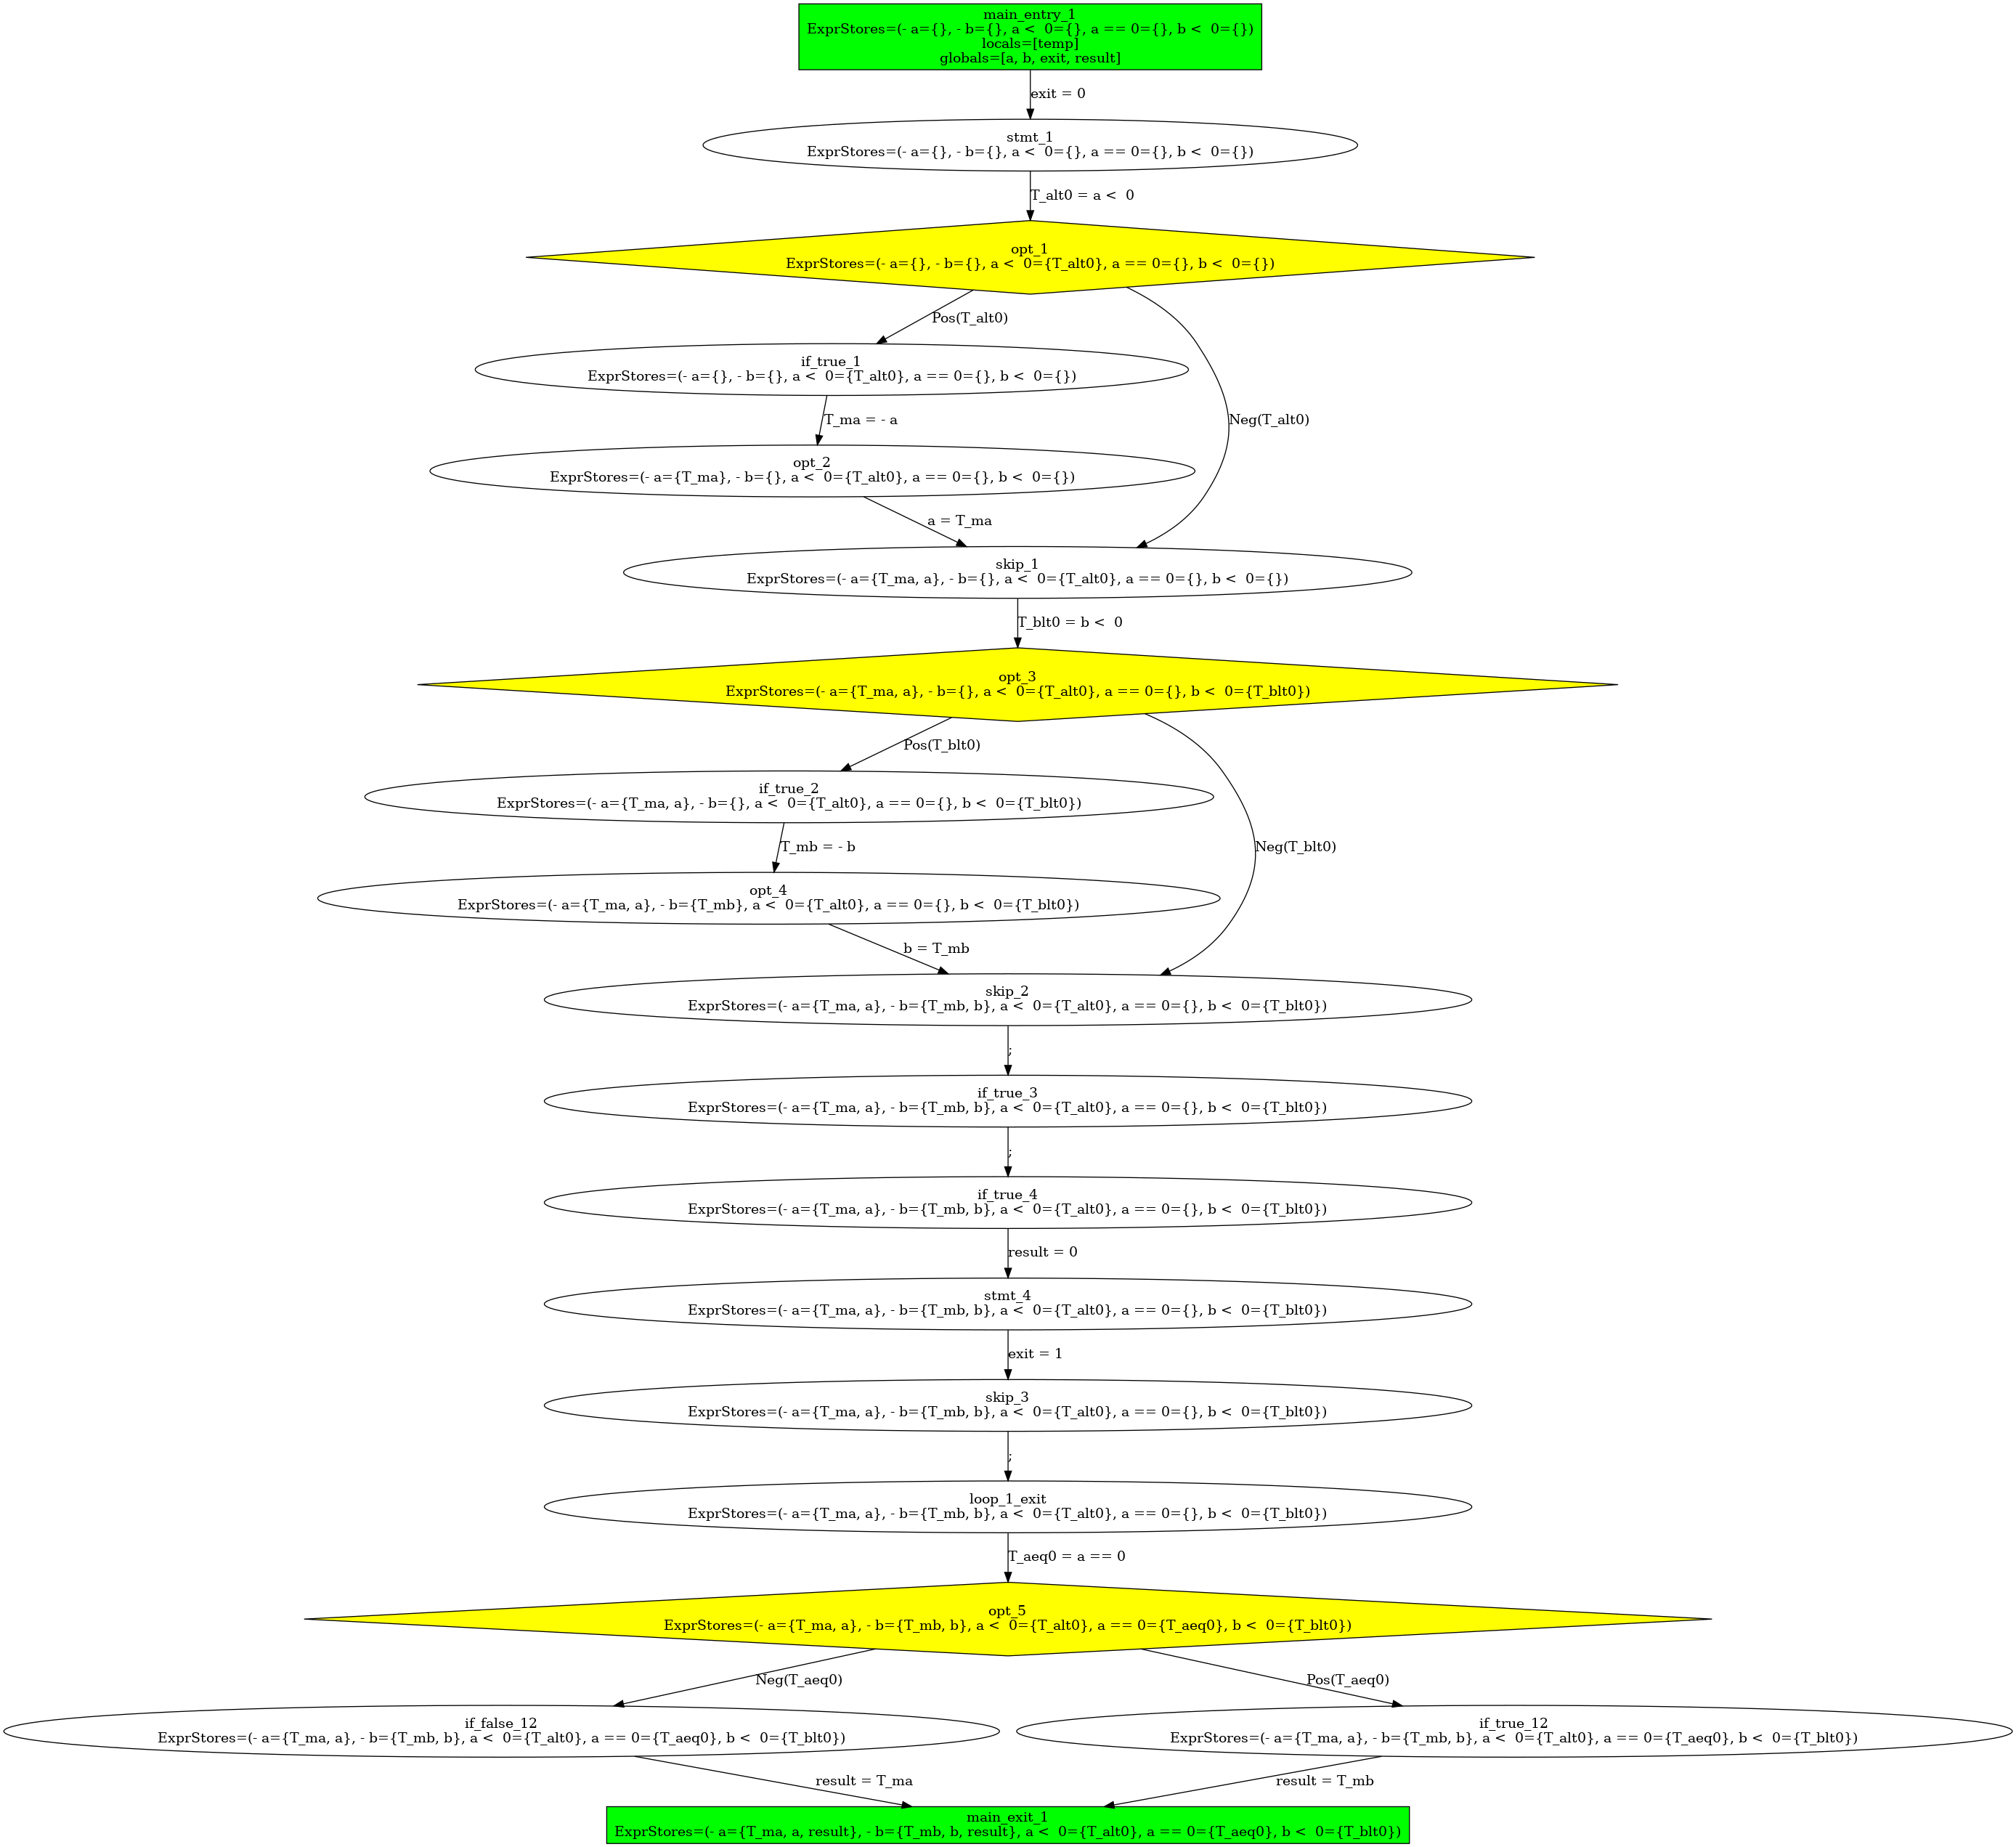 main_entry_1
ExprStores=(- a={}, - b={}, a <  0={}, a == 0={}, b <  0={})
locals=[temp]
globals=[a, b, exit, result]
exit = 0
stmt_1
ExprStores=(- a={}, - b={}, a <  0={}, a == 0={}, b <  0={})
T_alt0 = a <  0
opt_1
ExprStores=(- a={}, - b={}, a <  0={T_alt0}, a == 0={}, b <  0={})
Pos(T_alt0)
if_true_1
ExprStores=(- a={}, - b={}, a <  0={T_alt0}, a == 0={}, b <  0={})
T_ma = - a
Neg(T_alt0)
opt_2
ExprStores=(- a={T_ma}, - b={}, a <  0={T_alt0}, a == 0={}, b <  0={})
a = T_ma
skip_1
ExprStores=(- a={T_ma, a}, - b={}, a <  0={T_alt0}, a == 0={}, b <  0={})
T_blt0 = b <  0
opt_3
ExprStores=(- a={T_ma, a}, - b={}, a <  0={T_alt0}, a == 0={}, b <  0={T_blt0})
Pos(T_blt0)
if_true_2
ExprStores=(- a={T_ma, a}, - b={}, a <  0={T_alt0}, a == 0={}, b <  0={T_blt0})
T_mb = - b
Neg(T_blt0)
opt_4
ExprStores=(- a={T_ma, a}, - b={T_mb}, a <  0={T_alt0}, a == 0={}, b <  0={T_blt0})
b = T_mb
skip_2
ExprStores=(- a={T_ma, a}, - b={T_mb, b}, a <  0={T_alt0}, a == 0={}, b <  0={T_blt0})
;
if_true_3
ExprStores=(- a={T_ma, a}, - b={T_mb, b}, a <  0={T_alt0}, a == 0={}, b <  0={T_blt0})
;
if_true_4
ExprStores=(- a={T_ma, a}, - b={T_mb, b}, a <  0={T_alt0}, a == 0={}, b <  0={T_blt0})
result = 0
stmt_4
ExprStores=(- a={T_ma, a}, - b={T_mb, b}, a <  0={T_alt0}, a == 0={}, b <  0={T_blt0})
exit = 1
skip_3
ExprStores=(- a={T_ma, a}, - b={T_mb, b}, a <  0={T_alt0}, a == 0={}, b <  0={T_blt0})
;
loop_1_exit
ExprStores=(- a={T_ma, a}, - b={T_mb, b}, a <  0={T_alt0}, a == 0={}, b <  0={T_blt0})
T_aeq0 = a == 0
opt_5
ExprStores=(- a={T_ma, a}, - b={T_mb, b}, a <  0={T_alt0}, a == 0={T_aeq0}, b <  0={T_blt0})
Neg(T_aeq0)
Pos(T_aeq0)
if_false_12
ExprStores=(- a={T_ma, a}, - b={T_mb, b}, a <  0={T_alt0}, a == 0={T_aeq0}, b <  0={T_blt0})
if_true_12
ExprStores=(- a={T_ma, a}, - b={T_mb, b}, a <  0={T_alt0}, a == 0={T_aeq0}, b <  0={T_blt0})
result = T_ma
result = T_mb
main_exit_1
ExprStores=(- a={T_ma, a, result}, - b={T_mb, b, result}, a <  0={T_alt0}, a == 0={T_aeq0}, b <  0={T_blt0})